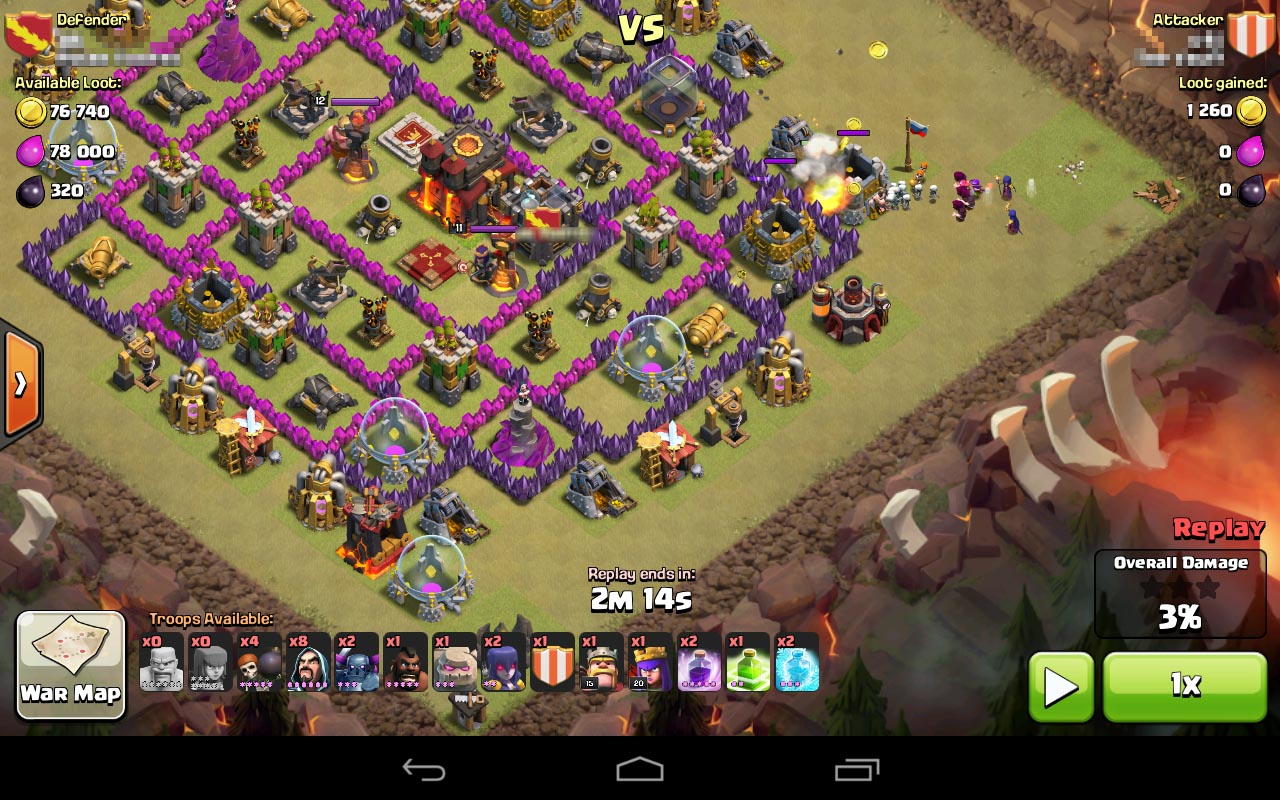 Defender
VS
Attacker
Available Loot:
Loot gained:
76 740
1 260
78 000
0
320
0
12
11
Replay
Overall Damage
3%
Replay ends in:
2m 14s
Troops Available:
x0 x0 x4 x8 x2 x1 x1 x2 x1 x1 x1 x2 x1 x2
15 20
War Map
1x